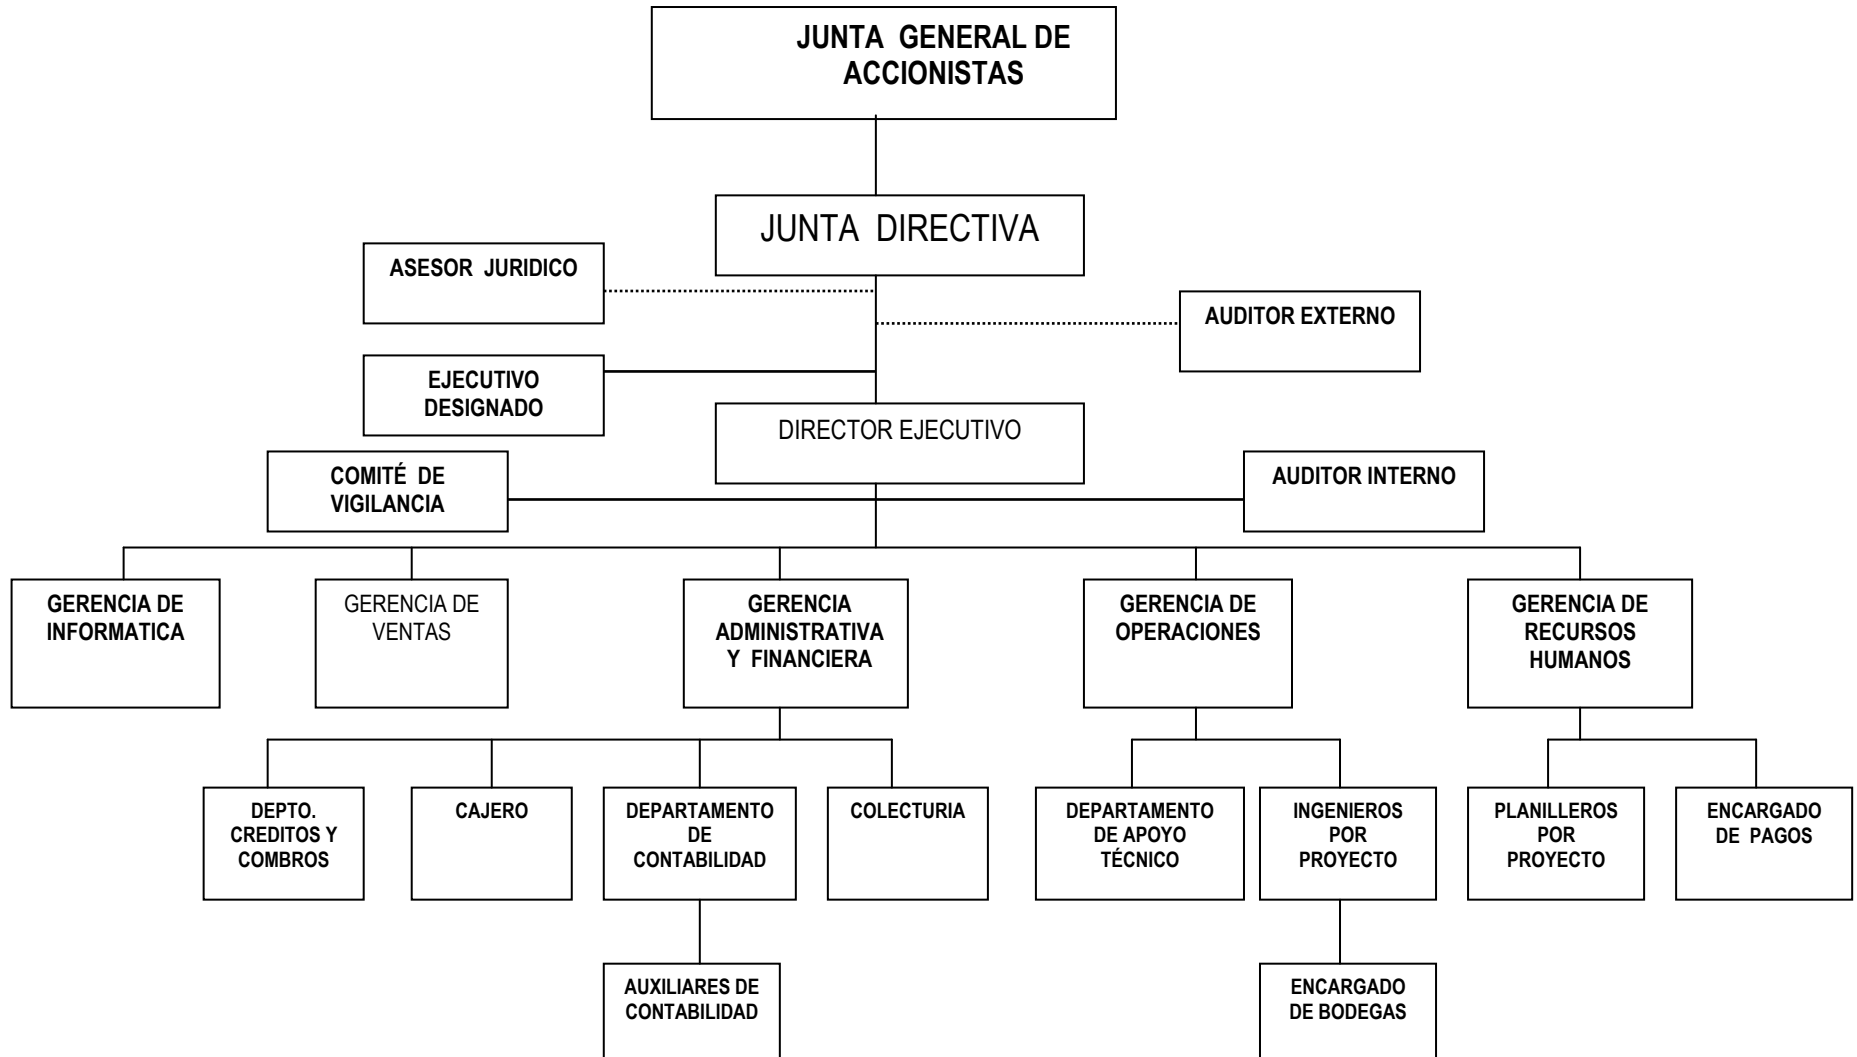 JUNTA GENERAL DE
ACCIONISTAS
JUNTA DIRECTIVA
ASESOR JURIDICO
AUDITOR EXTERNO
EJECUTIVO
DESIGNADO
DIRECTOR EJECUTIVO
COMITÉ DE
VIGILANCIA
AUDITOR INTERNO
GERENCIA DE
INFORMATICA
GERENCIA DE
VENTAS
GERENCIA
ADMINISTRATIVA
Y FINANCIERA
GERENCIA DE
OPERACIONES
GERENCIA DE
RECURSOS
HUMANOS
DEPTO.
CREDITOS Y
COMBROS
CAJERO
DEPARTAMENTO
DE
CONTABILIDAD
COLECTURIA
DEPARTAMENTO
DE APOYO
TÉCNICO
INGENIEROS
POR
PROYECTO
PLANILLEROS
POR
PROYECTO
ENCARGADO
DE PAGOS
AUXILIARES DE
CONTABILIDAD
ENCARGADO
DE BODEGAS